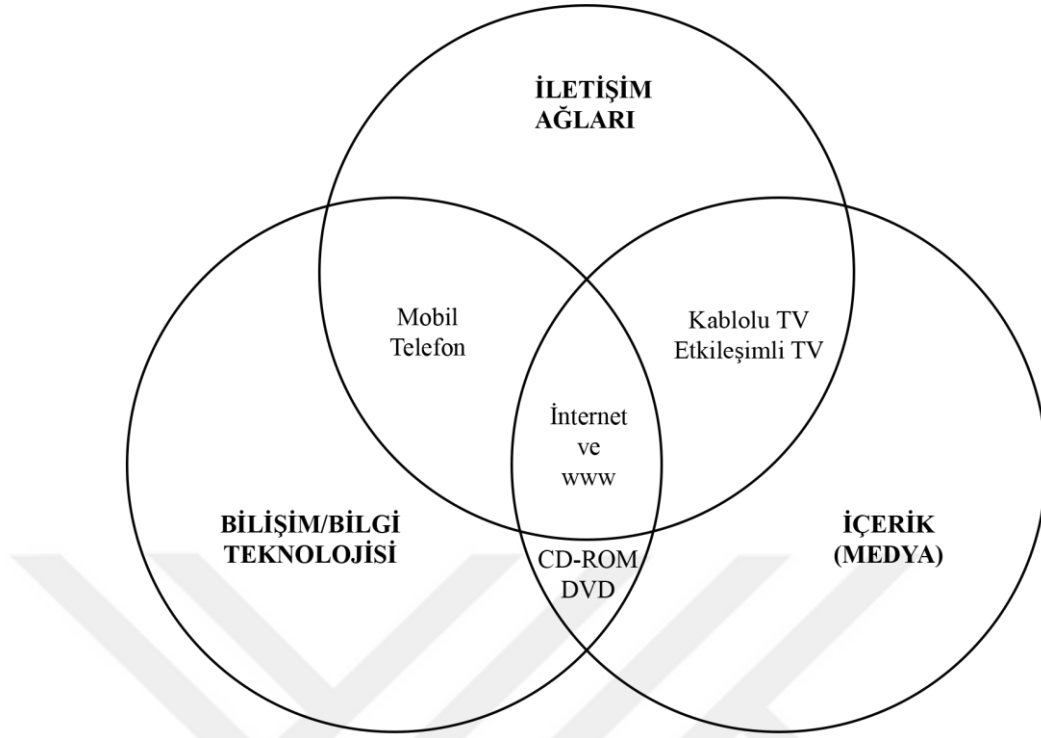 İLETİŞİM
AĞLARI
Mobil
Telefon
Kablolu TV
Etkileşimli TV
İnternet
ve
www
BİLİŞİM/BİLGİ
TEKNOLOJİSİ
İÇERİK
(MEDYA)
CD-ROM
DVD